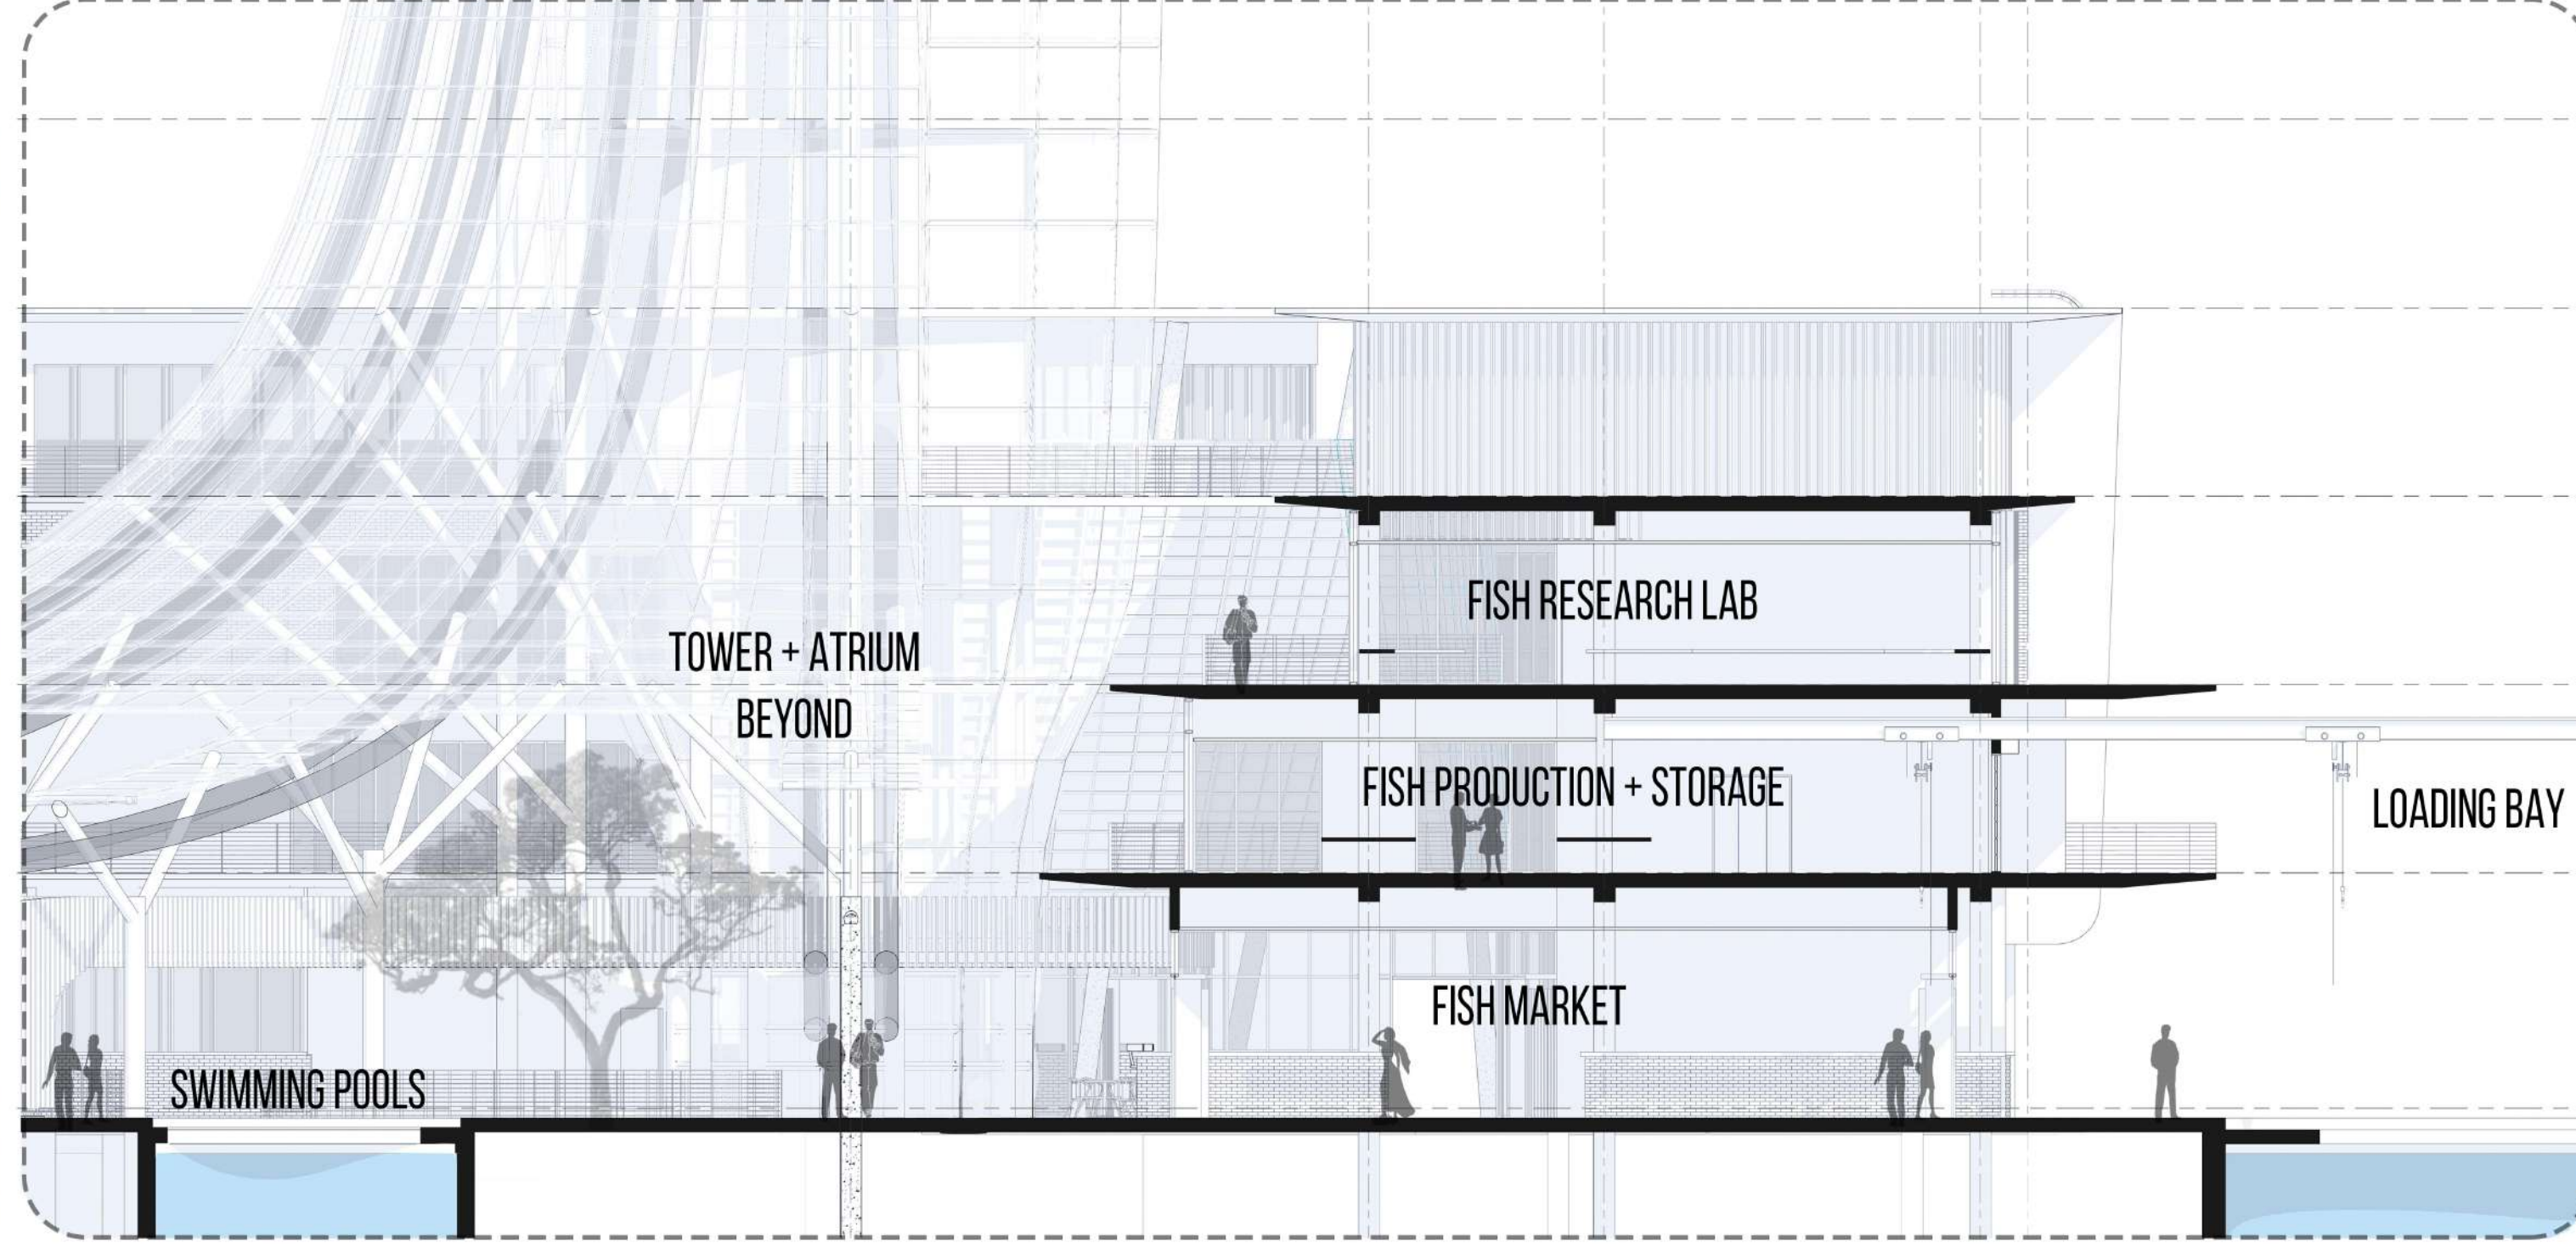 FISH RESEARCH LAB
TOWER + ATRIUM
BEYOND
FISH PRODUCTION + STORAGE
LOADING BAY
FISH MARKET
SWIMMING POOLS